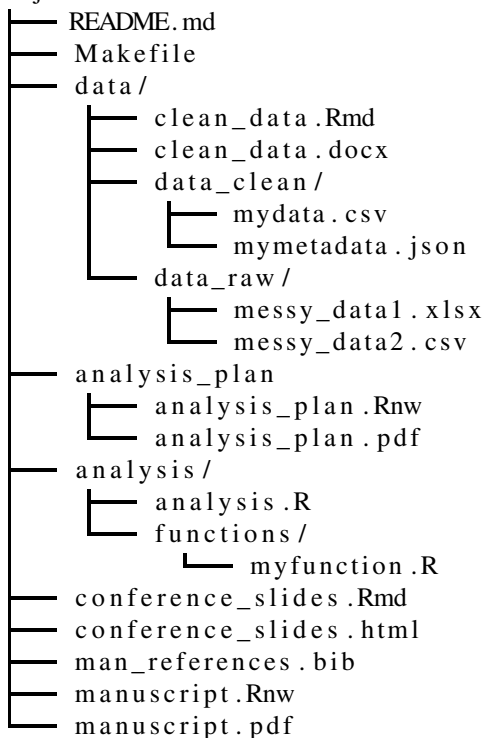 README.md
Makefile
data/
clean_data.Rmd
clean_data.docx
data_clean/
mydata.csv
mymetadata.json
data_raw/
messy_data1.xlsx
messy_data2.csv
analysis_plan
analysis_plan.Rnw
analysis_plan.pdf
analysis/
analysis.R
functions/
myfunction.R
conference_slides.Rmd
conference_slides.html
man_references.bib
manuscript.Rnw
manuscript.pdf